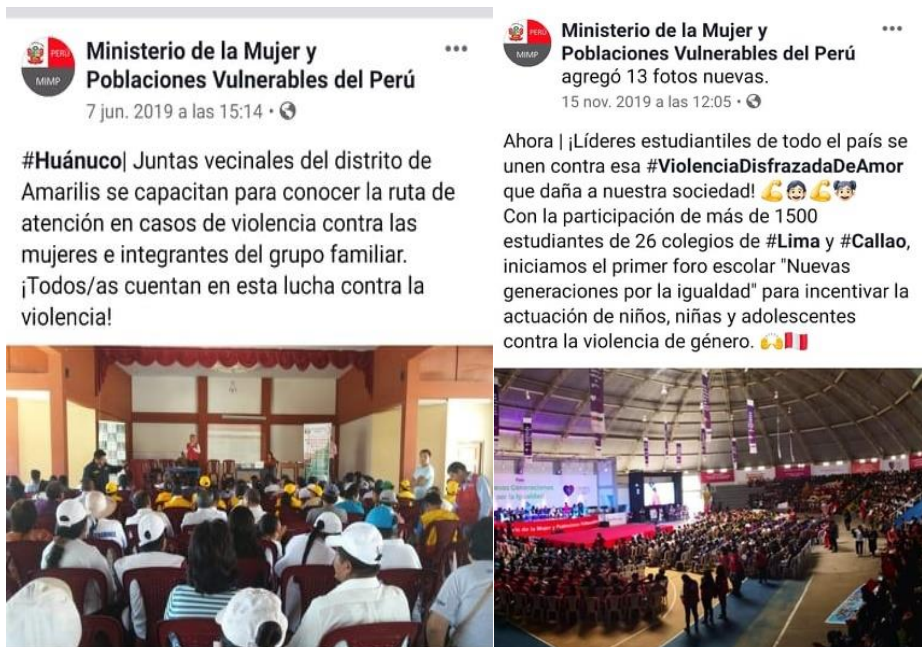 PERÚ
MIMP
Ministerio de la Mujer y
Poblaciones Vulnerables del Perú
7 jun. 2019 a las 15:14 •
#Huánuco| Juntas vecinales del distrito de
Amarilis se capacitan para conocer la ruta de
atención en casos de violencia contra las
mujeres e integrantes del grupo familiar.
¡Todos/as cuentan en esta lucha contra la
violencia!
PERÚ
MIMP
Ministerio de la Mujer y
Poblaciones Vulnerables del Perú
agregó 13 fotos nuevas.
15 nov. 2019 a las 12:05 •
Ahora | ¡Líderes estudiantiles de todo el país se
unen contra esa #ViolenciaDisfrazadaDeAmor
que daña a nuestra sociedad! 💪👧🏻💪👧🏻
Con la participación de más de 1500
estudiantes de 26 colegios de #Lima y #Callao,
iniciamos el primer foro escolar "Nuevas
generaciones por la igualdad" para incentivar la
actuación de niños, niñas y adolescentes
contra la violencia de género. 🙌🇵🇪
Nuevas Generaciones
por la Igualdad